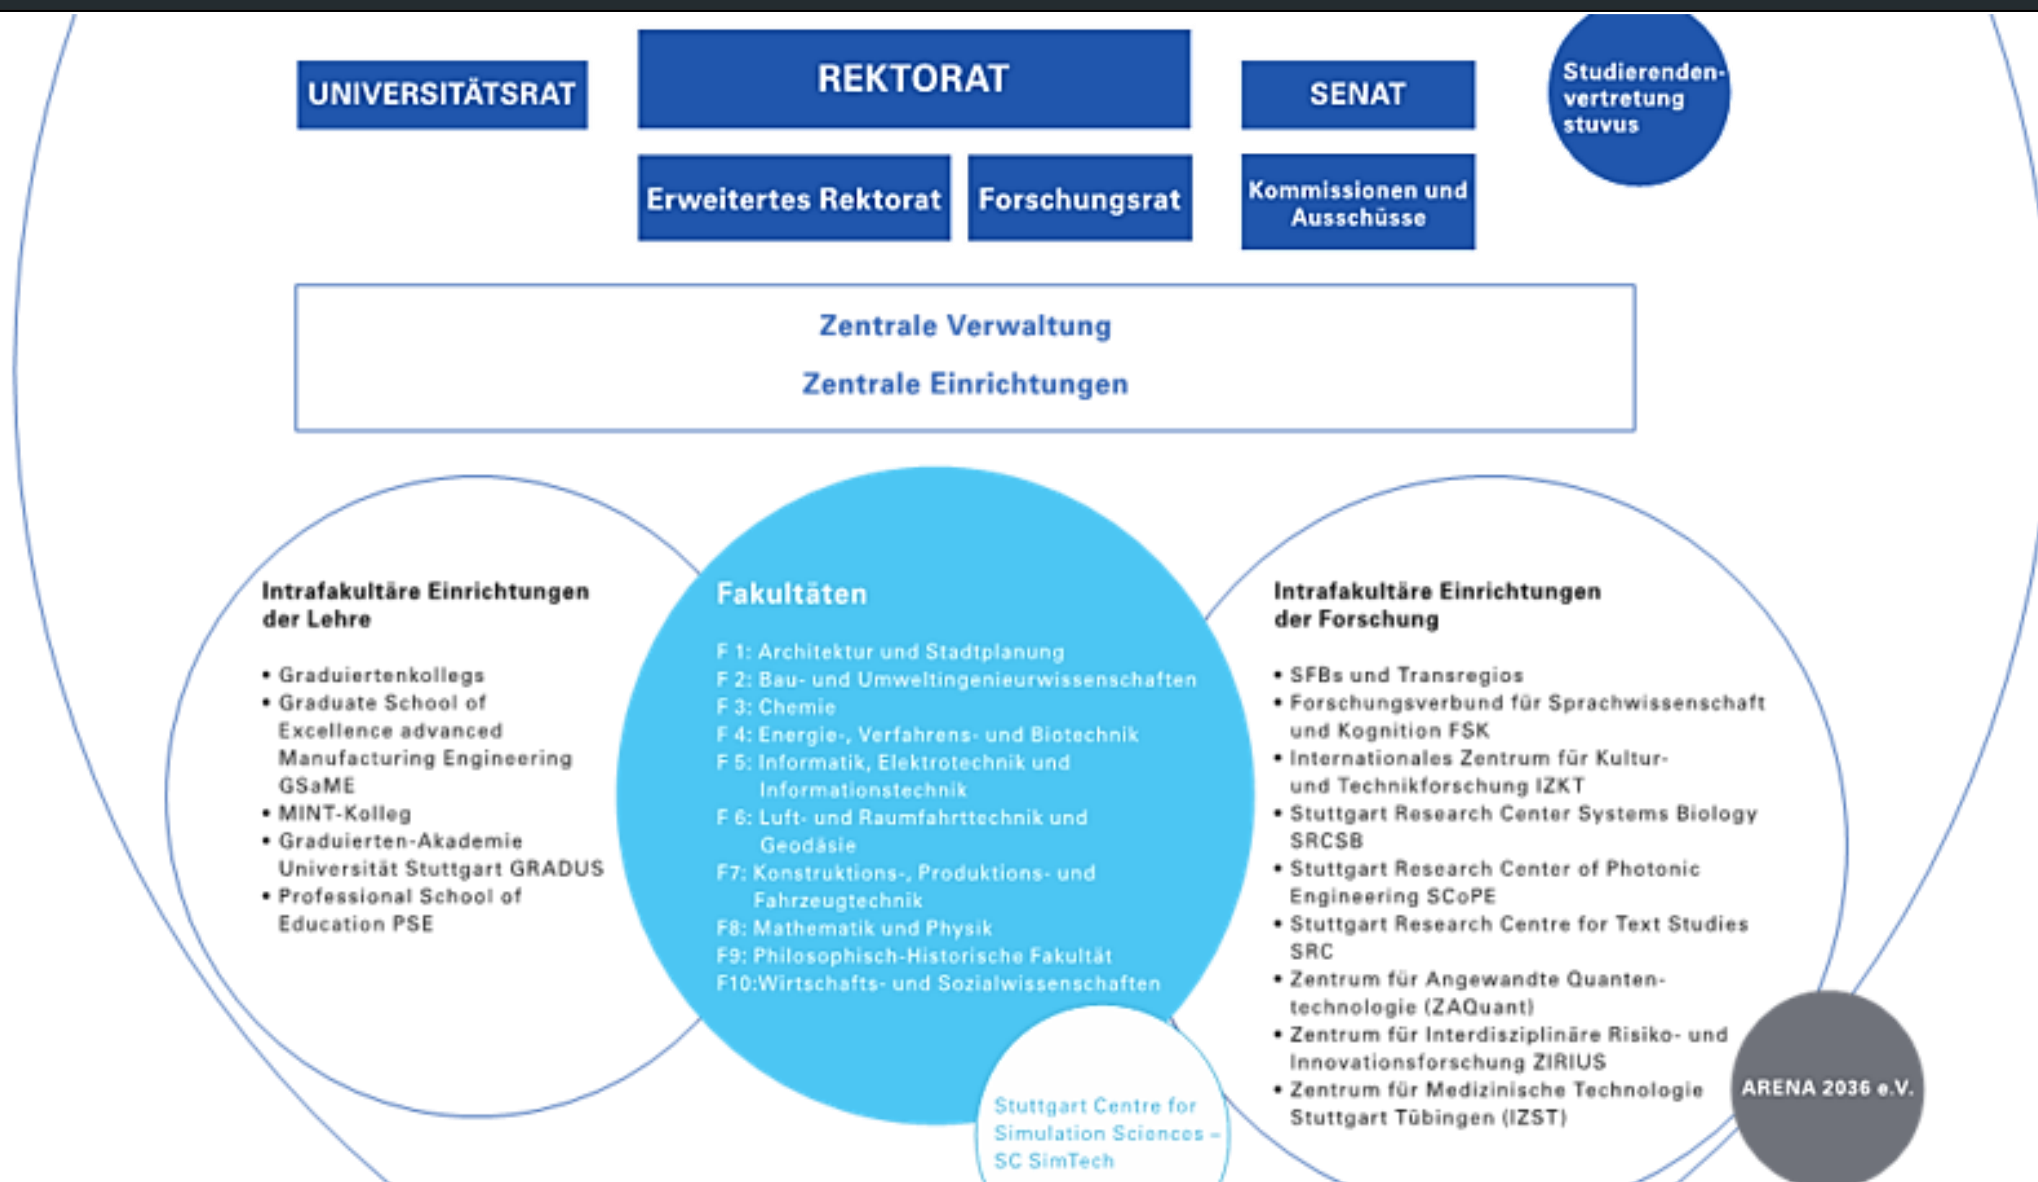 UNIVERSITÄTSRAT
REKTORAT
SENAT
Studierenden-
vertretung
stuvus
Erweitertes Rektorat
Forschungsrat
Kommissionen und
Ausschüsse
Zentrale Verwaltung
Zentrale Einrichtungen
Intrafakultäre Einrichtungen
der Lehre
• Graduiertenkollegs
• Graduate School of
Excellence advanced
Manufacturing Engineering
GSaME
• MINT-Kolleg
• Graduierten-Akademie
Universität Stuttgart GRADUS
• Professional School of
Education PSE
Fakultäten
F 1: Architektur und Stadtplanung
F 2: Bau- und Umweltingenieurwissenschaften
F 3: Chemie
F 4: Energie-, Verfahrens- und Biotechnik
F 5: Informatik, Elektrotechnik und
Informationstechnik
F 6: Luft- und Raumfahrttechnik und
Geodäsie
F7: Konstruktions-, Produktions- und
Fahrzeugtechnik
F8: Mathematik und Physik
F9: Philosophisch-Historische Fakultät
F10:Wirtschafts- und Sozialwissenschaften
Stuttgart Centre for
Simulation Sciences –
SC SimTech
Intrafakultäre Einrichtungen
der Forschung
• SFBs und Transregios
• Forschungsverbund für Sprachwissenschaft
und Kognition FSK
• Internationales Zentrum für Kultur-
und Technikforschung IZKT
• Stuttgart Research Center Systems Biology
SRCSB
• Stuttgart Research Center of Photonic
Engineering SCoPE
• Stuttgart Research Centre for Text Studies
SRC
• Zentrum für Angewandte Quanten-
technologie (ZAQuant)
• Zentrum für Interdisziplinäre Risiko- und
Innovationsforschung ZIRIUS
• Zentrum für Medizinische Technologie
Stuttgart Tübingen (IZST)
ARENA 2036 e.V.